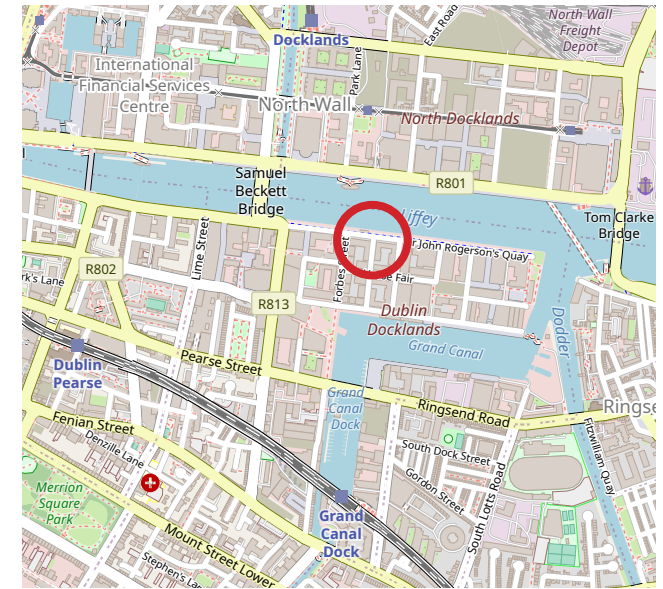 North Wall
Freight
Depot
East Road
Docklands
International
Financial Services
Centre
Park Lane
North Wall
North Docklands
Samuel
Beckett
Bridge
R801
Liffey
Tom Clarke
Bridge
Lime Street
Forbes Street
r John Rogerson's Quay
R802
rk's Lane
R813
Dublin
Docklands
Grand Canal
Dodder
Pearse Street
Dublin
Pearse
Grand
Canal
Dock
Ringsend Road
Ringse
Fenian Street
Denzille Lane
South Dock Street
Fitzwilliam Quay
Gordon Street
South Lotts Road
Merrion
Square
Park
Grand
Canal
Dock
Mount Street Lower
Stephen's La